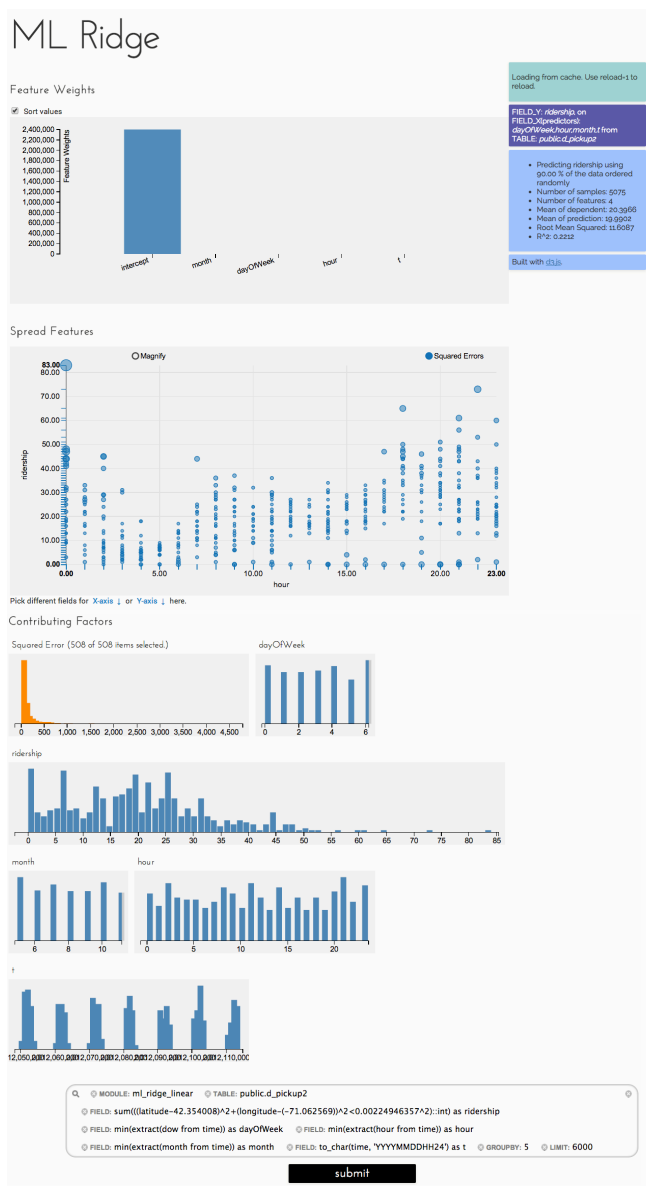 ML Ridge
Loading from cache. Use reload=1 to
reload.
FIELD_Y: ridership, on
FIELD_X(predictors):
dayOfWeek,hour,month,t from
TABLE: public.d_pickup2
Predicting ridership using
90.00 % of the data ordered
randomly
Number of samples: 5075
Number of features: 4
Mean of dependent: 20.3966
Mean of prediction: 19.9902
Root Mean Squared: 11.6087
R^2: 0.2212
Built with d3.js.
Feature Weights
Sort values
2,400,000
2,200,000
2,000,000
1,800,000
1,600,000
1,400,000
1,200,000
1,000,000
800,000
600,000
400,000
200,000
0
Feature Weights
intercept month dayOfWeek hour t
Spread Features
Magnify Squared Errors
83.00
80.00
70.00
60.00
50.00
40.00
30.00
20.00
10.00
0.00
ridership
0.00 5.00 10.00 15.00 20.00 23.00
hour
Pick different fields for X-axis ↓ or Y-axis ↓ here.
Contributing Factors
Squared Error (508 of 508 items selected.) dayOfWeek
0 500 1,000 1,500 2,000 2,500 3,000 3,500 4,000 4,500 0 2 4 6
ridership
0 5 10 15 20 25 30 35 40 45 50 55 60 65 70 75 80 85
month hour
6 8 10 0 5 10 15 20
t
MODULE: ml_ridge_linear TABLE: public.d_pickup2
FIELD: sum(((latitude-42.354008)^2+(longitude-(-71.062569))^2<0.00224946357^2)::int) as ridership
FIELD: min(extract(dow from time)) as dayOfWeek FIELD: min(extract(hour from time)) as hour
FIELD: min(extract(month from time)) as month FIELD: to_char(time, 'YYYYMMDDHH24') as t GROUPBY: 5 LIMIT: 6000
submit